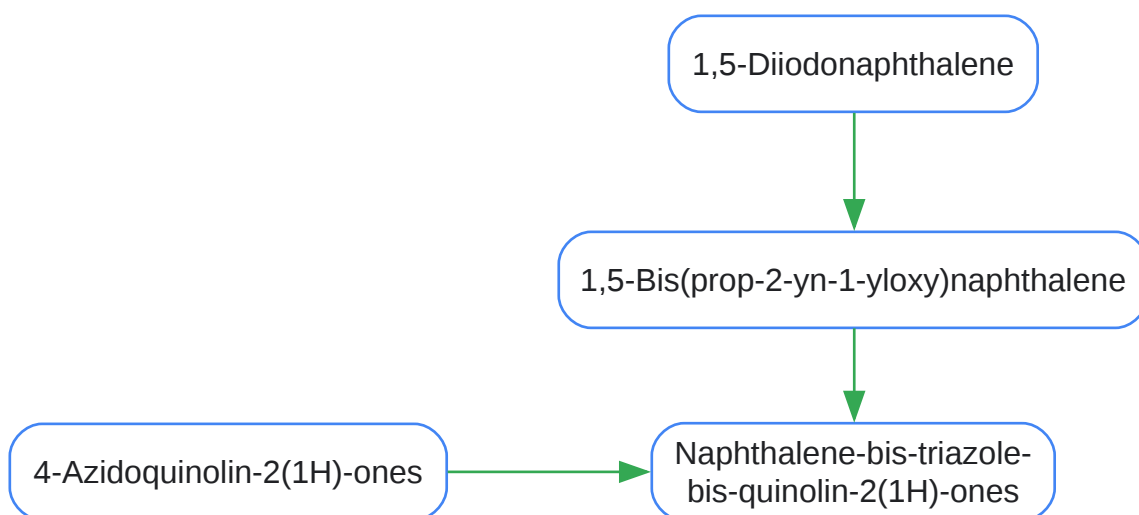 1,5-Diiodonaphthalene
1,5-Bis(prop-2-yn-1-yloxy)naphthalene
4-Azidoquinolin-2(1H)-ones
Naphthalene-bis-triazole-
bis-quinolin-2(1H)-ones